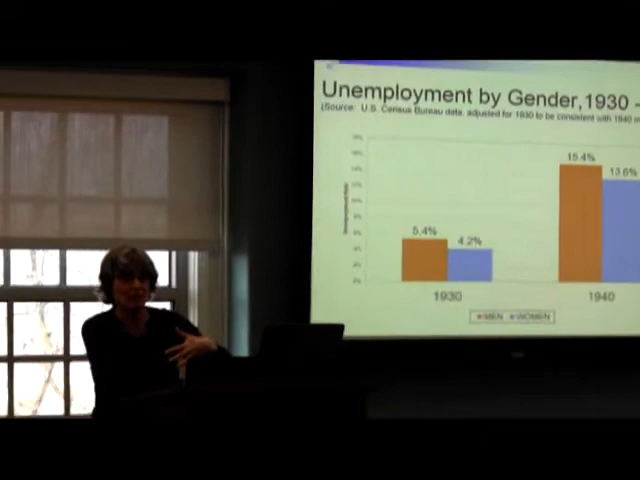 Unemployment by Gender,1930 -
(Source: U.S. Census Bureau data, adjusted for 1930 to be consistent with 1940 m
15.4%
13.6%
5.4%
4.2%
1930
1940
MEN WOMEN